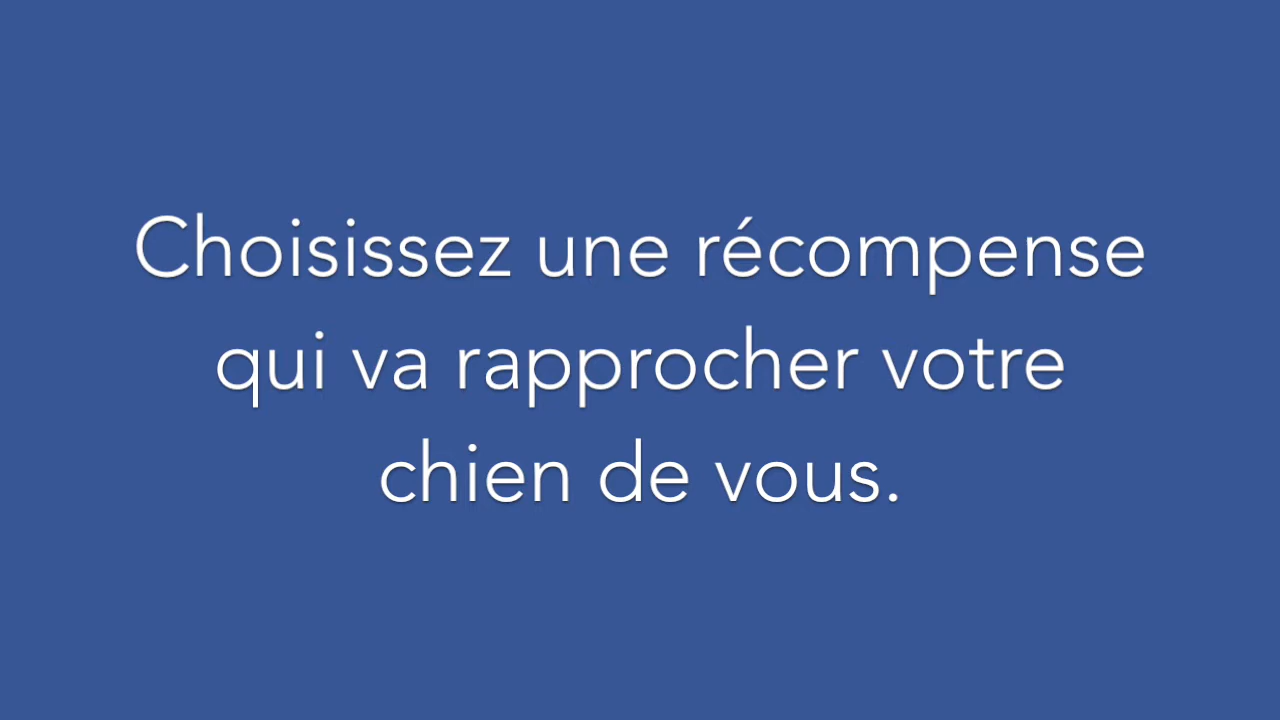 Choisissez une récompense
qui va rapprocher votre
chien de vous.